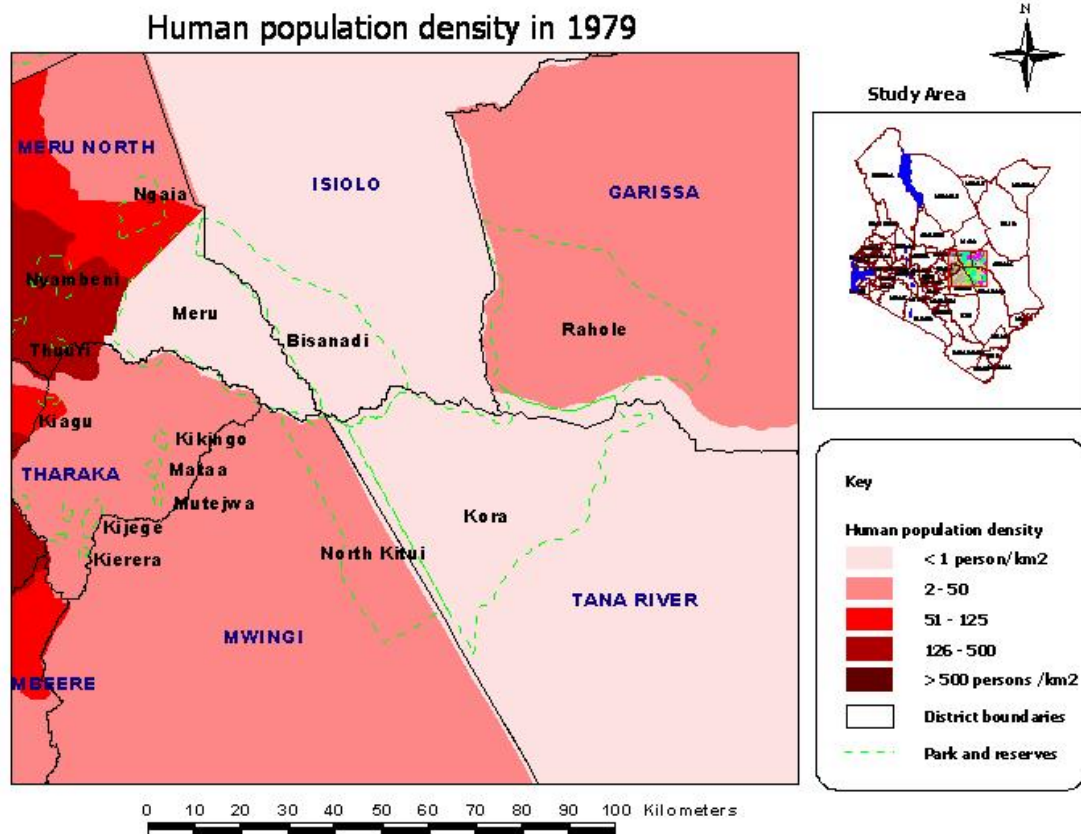 Human population density in 1979
N
Study Area
MERU NORTH
Ngaia
ISIOLO
GARISSA
Nyambeni
Meru
Bisanadi
Rahole
Thuuri
Kiagu
Kikingo
THARAKA
Mataa
Mutejwa
Kora
Kijege
North Kitui
Kierera
TANA RIVER
MWINGI
MBEERE
Key
Human population density
< 1 person/km2
2 - 50
51 - 125
126 - 500
> 500 persons /km2
District boundaries
Park and reserves
0 10 20 30 40 50 60 70 80 90 100 Kilometers